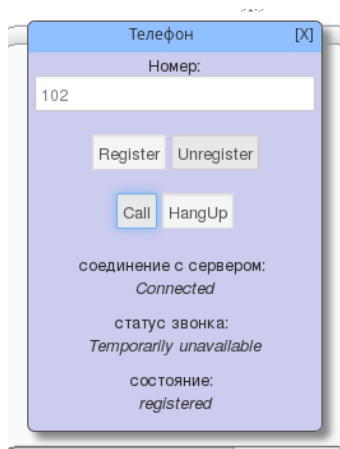 Телефон [X]
Номер:
102
Register Unregister
Call HangUp
соединение с сервером:
Connected
статус звонка:
Temporarily unavailable
состояние:
registered